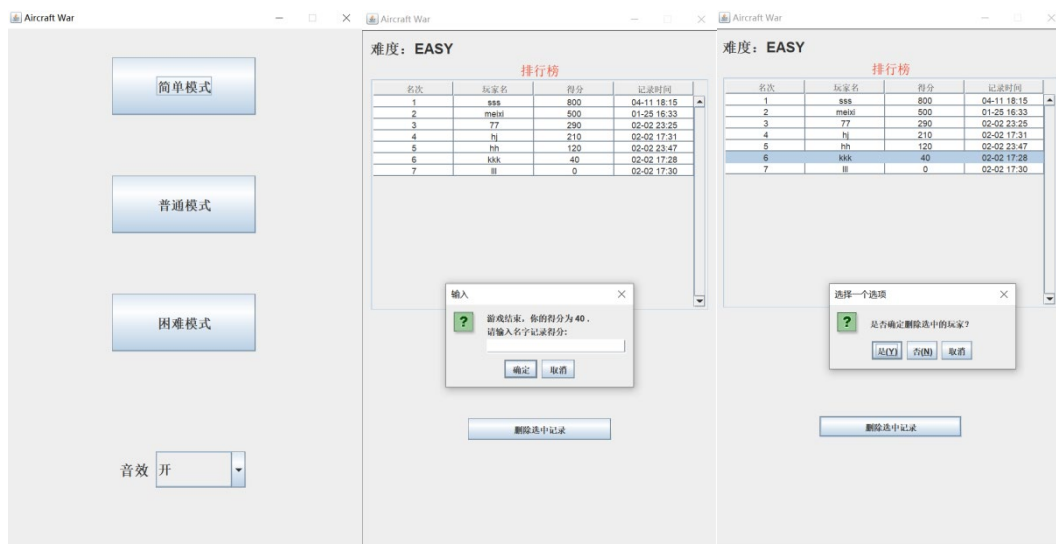 Aircraft War
简单模式
普通模式
困难模式
音效 开
Aircraft War
难度：EASY
排行榜
名次 玩家名 得分 记录时间
1 sss 800 04-11 18:15
2 meixi 500 01-25 16:33
3 77 290 02-02 23:25
4 hj 210 02-02 17:31
5 hh 120 02-02 23:47
6 kkk 40 02-02 17:28
7 lll 0 02-02 17:30
输入
游戏结束，你的得分为 40 .
请输入名字记录得分:
确定 取消
删除选中记录
Aircraft War
难度：EASY
排行榜
名次 玩家名 得分 记录时间
1 sss 800 04-11 18:15
2 meixi 500 01-25 16:33
3 77 290 02-02 23:25
4 hj 210 02-02 17:31
5 hh 120 02-02 23:47
6 kkk 40 02-02 17:28
7 lll 0 02-02 17:30
选择一个选项
是否确定删除选中的玩家?
是(Y) 否(N) 取消
删除选中记录